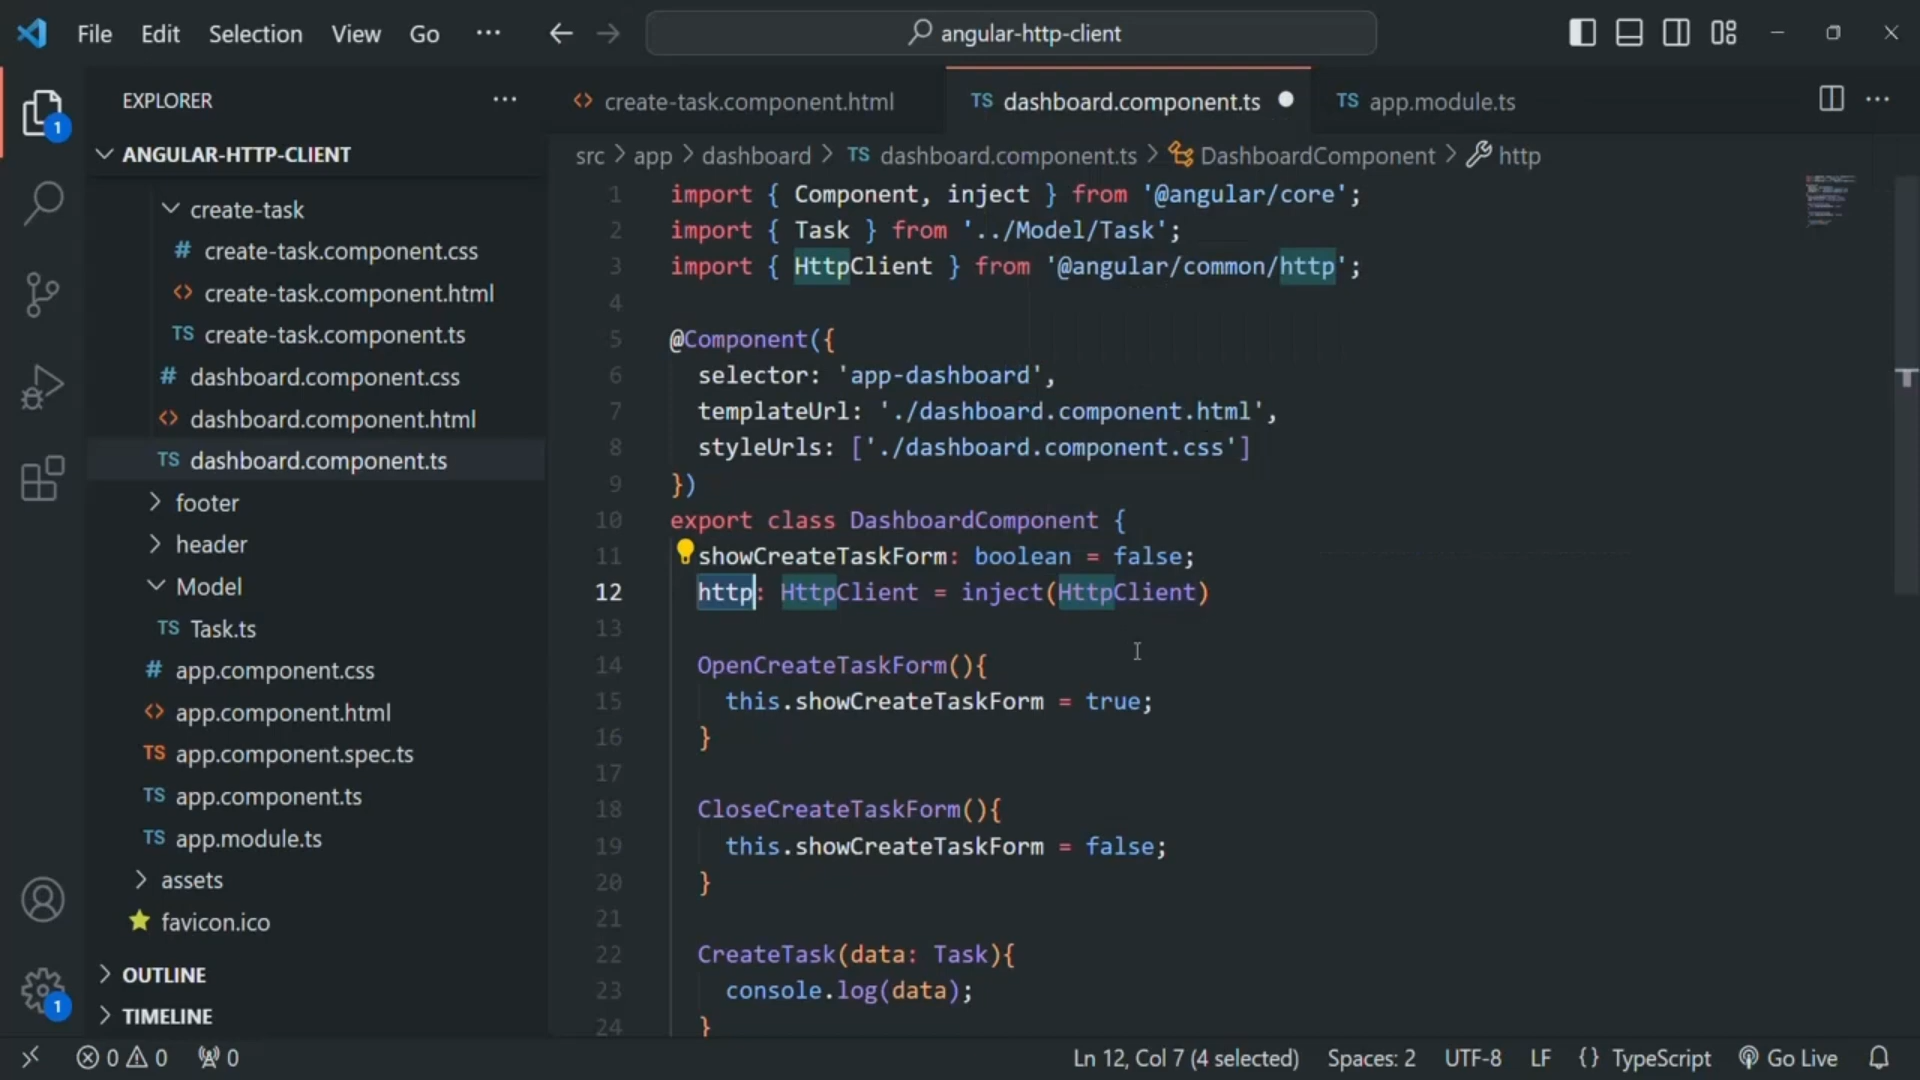 File Edit Selection View Go ··· angular-http-client
EXPLORER ···
1
ANGULAR-HTTP-CLIENT
create-task
# create-task.component.css
<> create-task.component.html
TS create-task.component.ts
# dashboard.component.css
<> dashboard.component.html
TS dashboard.component.ts
footer
header
Model
TS Task.ts
# app.component.css
<> app.component.html
TS app.component.spec.ts
TS app.component.ts
TS app.module.ts
assets
favicon.ico
OUTLINE
1
TIMELINE
<> create-task.component.html TS dashboard.component.ts TS app.module.ts ···
src > app > dashboard > TS dashboard.component.ts > DashboardComponent > http
1 import { Component, inject } from '@angular/core';
2 import { Task } from '../Model/Task';
3 import { HttpClient } from '@angular/common/http';
4
5 @Component({
6 selector: 'app-dashboard',
7 templateUrl: './dashboard.component.html',
8 styleUrls: ['./dashboard.component.css']
9 })
10 export class DashboardComponent {
11 showCreateTaskForm: boolean = false;
12 http: HttpClient = inject(HttpClient)
13
14 OpenCreateTaskForm(){
15 this.showCreateTaskForm = true;
16 }
17
18 CloseCreateTaskForm(){
19 this.showCreateTaskForm = false;
20 }
21
22 CreateTask(data: Task){
23 console.log(data);
24 }
0 0 0 Ln 12, Col 7 (4 selected) Spaces: 2 UTF-8 LF {} TypeScript Go Live